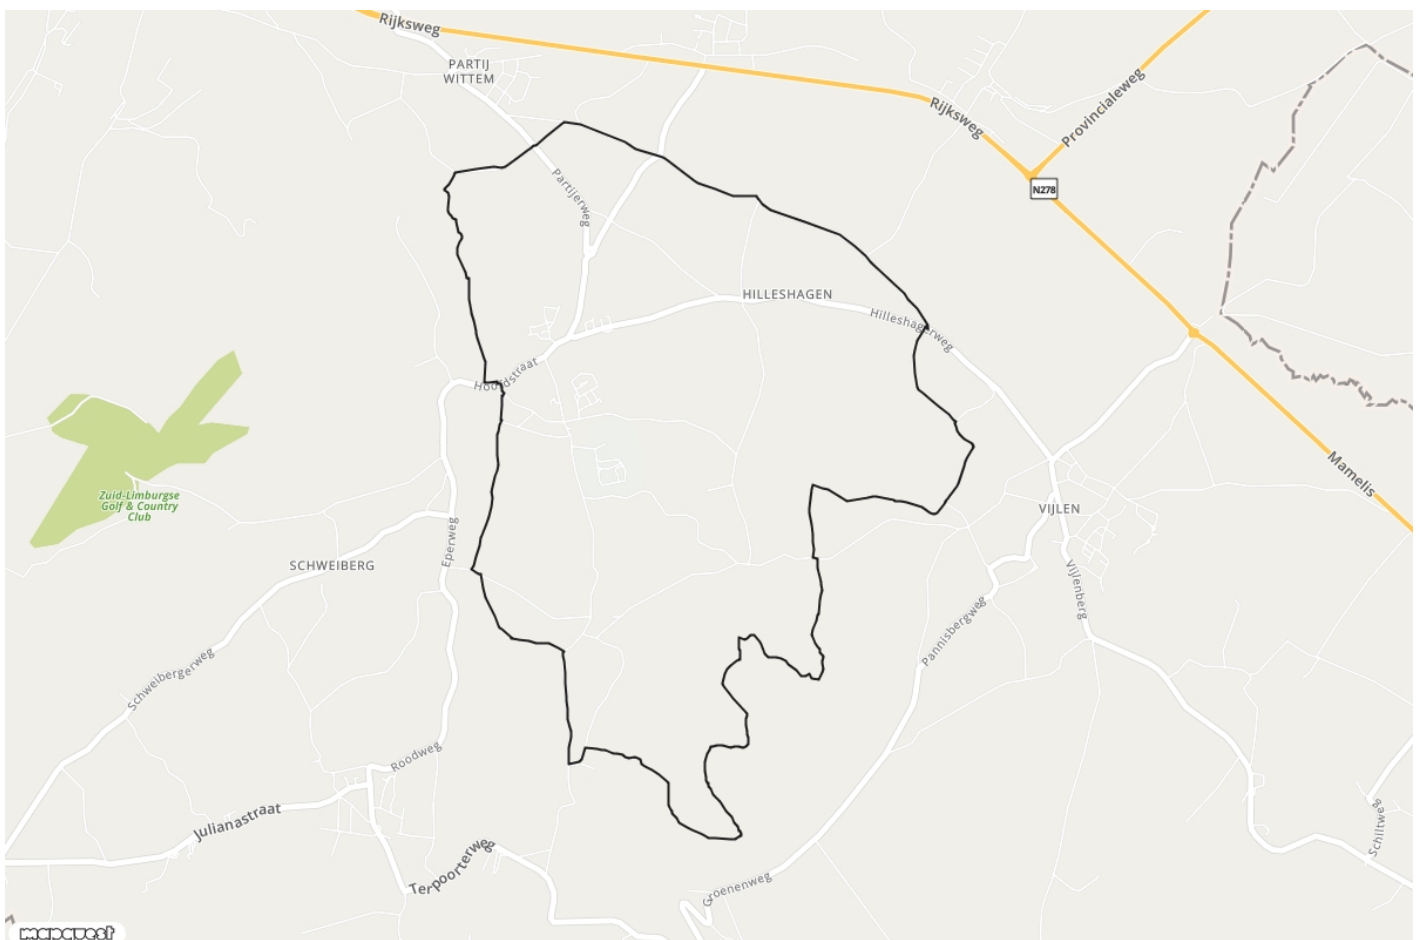 Rijksweg
PARTIJ
WITTEM
Rijksweg
Provincialeweg
N278
Partijerweg
HILLESHAGEN
Hilleshagerweg
Hoofdstraat
Mamelis
Zuid-Limburgse
Golf & Country
Club
VIJLEN
Eperweg
SCHWEIBERG
Vijlenberg
Pannisbergweg
Schweibergerweg
Roodweg
Julianastraat
Schiltweg
Terpoorterweg
Groenenweg
mapquest